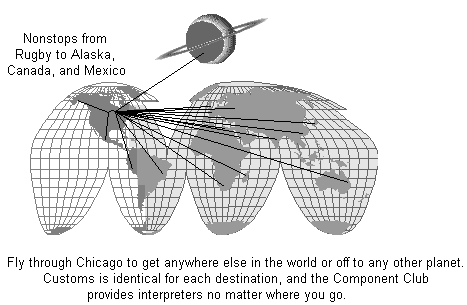 Nonstops from
Rugby to Alaska,
Canada, and Mexico
Fly through Chicago to get anywhere else in the world or off to any other planet.
Customs is identical for each destination, and the Component Club
provides interpreters no matter where you go.